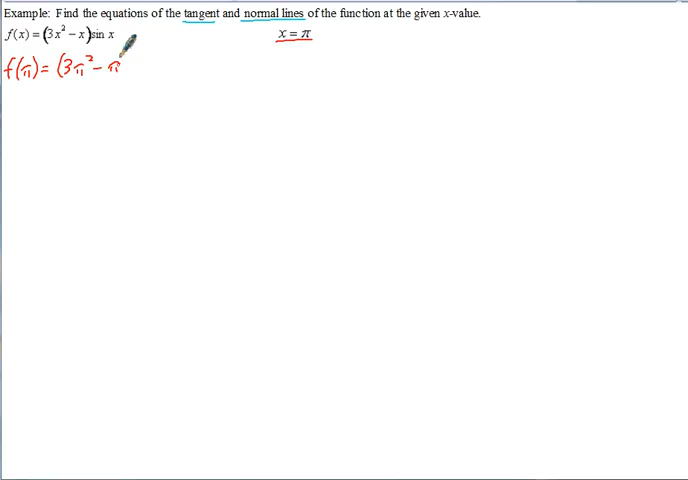 Example: Find the equations of the tangent and normal lines of the function at the given x-value.
f(x) = (3x² − x)sin x    x = π
f(π) = (3π² − π